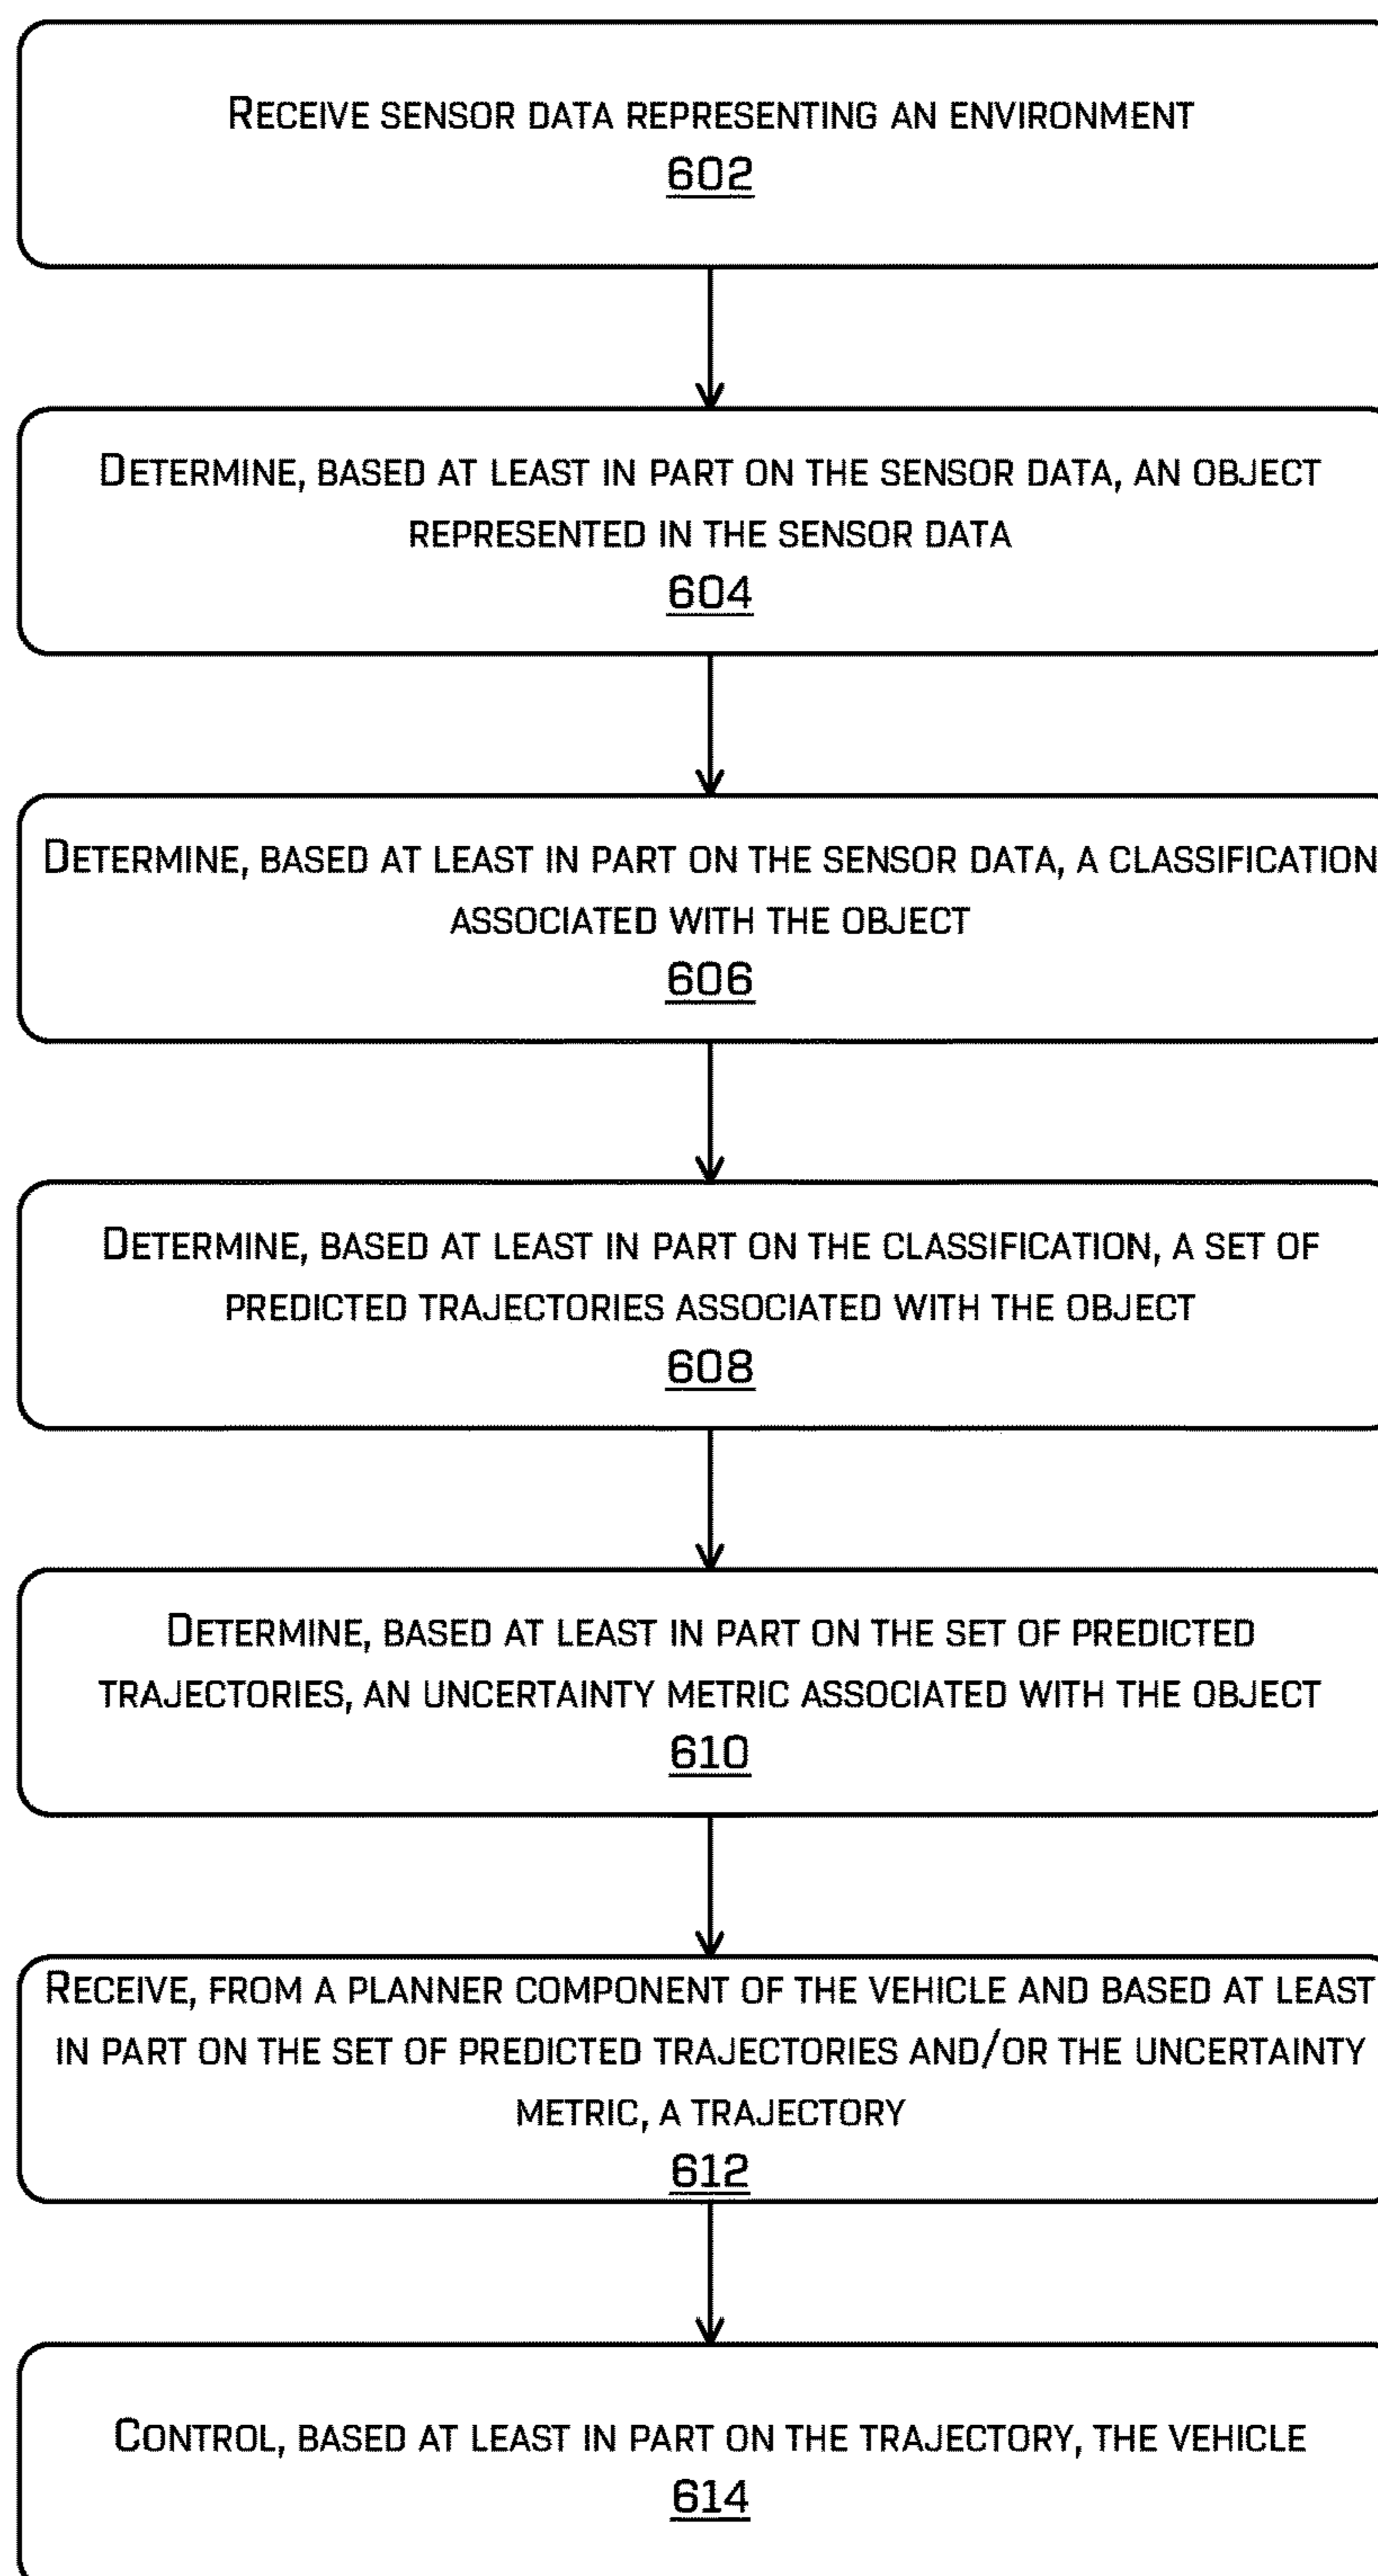 RECEIVE SENSOR DATA REPRESENTING AN ENVIRONMENT
602
DETERMINE, BASED AT LEAST IN PART ON THE SENSOR DATA, AN OBJECT
REPRESENTED IN THE SENSOR DATA
604
DETERMINE, BASED AT LEAST IN PART ON THE SENSOR DATA, A CLASSIFICATION
ASSOCIATED WITH THE OBJECT
606
DETERMINE, BASED AT LEAST IN PART ON THE CLASSIFICATION, A SET OF
PREDICTED TRAJECTORIES ASSOCIATED WITH THE OBJECT
608
DETERMINE, BASED AT LEAST IN PART ON THE SET OF PREDICTED
TRAJECTORIES, AN UNCERTAINTY METRIC ASSOCIATED WITH THE OBJECT
610
RECEIVE, FROM A PLANNER COMPONENT OF THE VEHICLE AND BASED AT LEAST
IN PART ON THE SET OF PREDICTED TRAJECTORIES AND/OR THE UNCERTAINTY
METRIC, A TRAJECTORY
612
CONTROL, BASED AT LEAST IN PART ON THE TRAJECTORY, THE VEHICLE
614